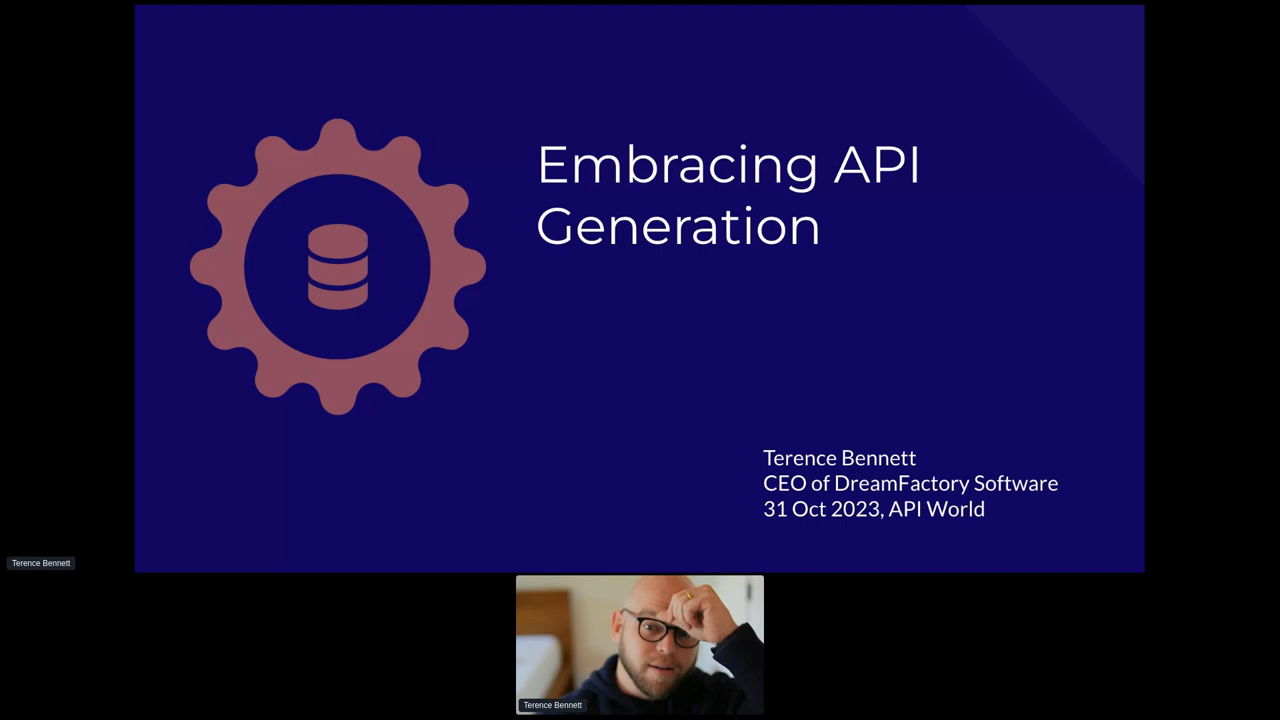 Embracing API
Generation
Terence Bennett
CEO of DreamFactory Software
31 Oct 2023, API World
Terence Bennett
Terence Bennett